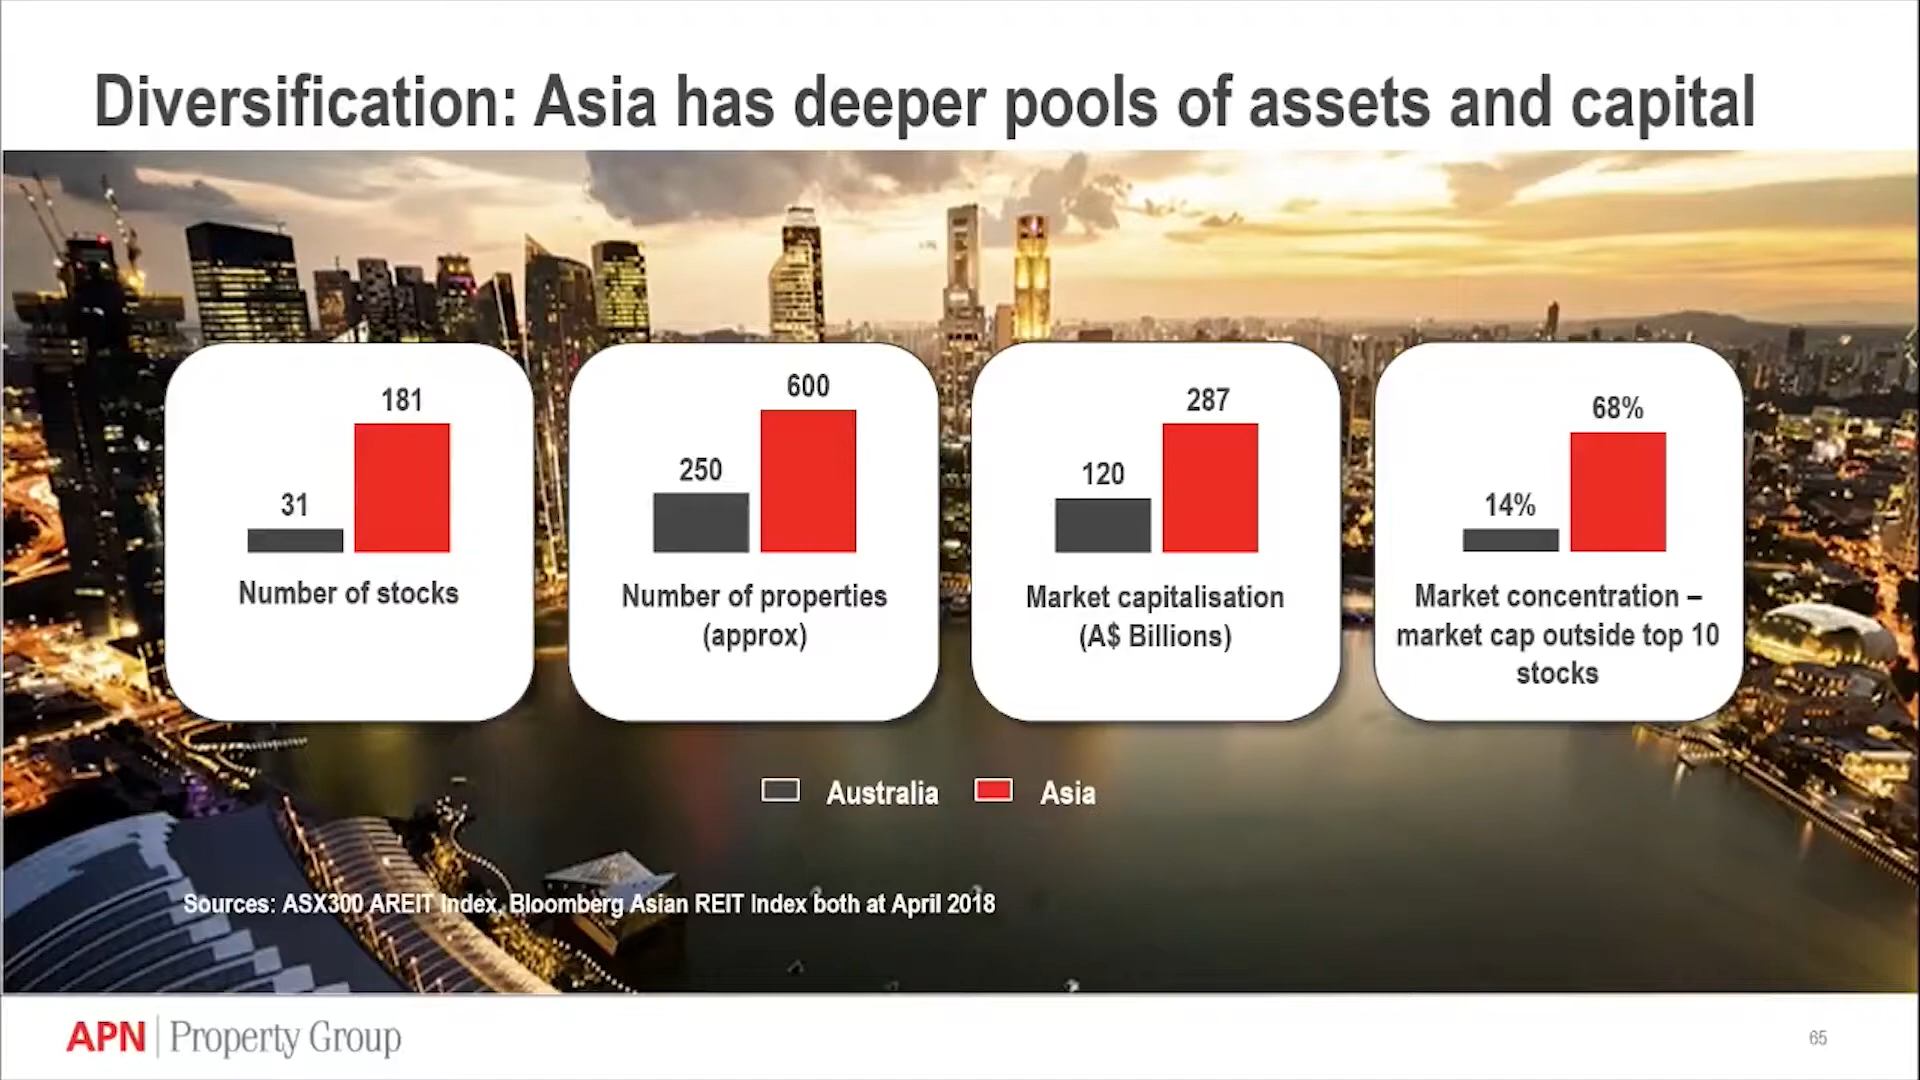 Diversification: Asia has deeper pools of assets and capital
181
31
Number of stocks
600
250
Number of properties
(approx)
287
120
Market capitalisation
(A$ Billions)
68%
14%
Market concentration –
market cap outside top 10
stocks
Australia Asia
Sources: ASX300 AREIT Index, Bloomberg Asian REIT Index both at April 2018
APN Property Group
65